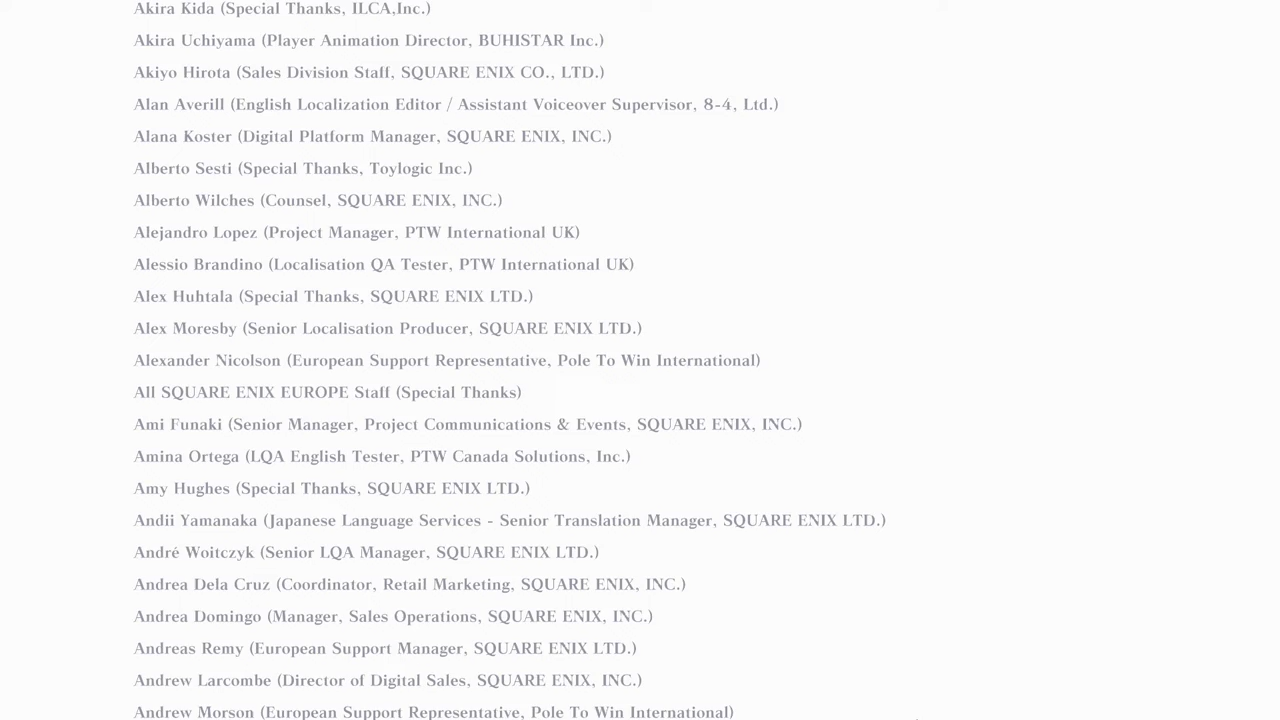 Akira Kida (Special Thanks, ILCA,Inc.)
Akira Uchiyama (Player Animation Director, BUHISTAR Inc.)
Akiyo Hirota (Sales Division Staff, SQUARE ENIX CO., LTD.)
Alan Averill (English Localization Editor / Assistant Voiceover Supervisor, 8-4, Ltd.)
Alana Koster (Digital Platform Manager, SQUARE ENIX, INC.)
Alberto Sesti (Special Thanks, Toylogic Inc.)
Alberto Wilches (Counsel, SQUARE ENIX, INC.)
Alejandro Lopez (Project Manager, PTW International UK)
Alessio Brandino (Localisation QA Tester, PTW International UK)
Alex Huhtala (Special Thanks, SQUARE ENIX LTD.)
Alex Moresby (Senior Localisation Producer, SQUARE ENIX LTD.)
Alexander Nicolson (European Support Representative, Pole To Win International)
All SQUARE ENIX EUROPE Staff (Special Thanks)
Ami Funaki (Senior Manager, Project Communications & Events, SQUARE ENIX, INC.)
Amina Ortega (LQA English Tester, PTW Canada Solutions, Inc.)
Amy Hughes (Special Thanks, SQUARE ENIX LTD.)
Andii Yamanaka (Japanese Language Services - Senior Translation Manager, SQUARE ENIX LTD.)
André Woitczyk (Senior LQA Manager, SQUARE ENIX LTD.)
Andrea Dela Cruz (Coordinator, Retail Marketing, SQUARE ENIX, INC.)
Andrea Domingo (Manager, Sales Operations, SQUARE ENIX, INC.)
Andreas Remy (European Support Manager, SQUARE ENIX LTD.)
Andrew Larcombe (Director of Digital Sales, SQUARE ENIX, INC.)
Andrew Morson (European Support Representative, Pole To Win International)